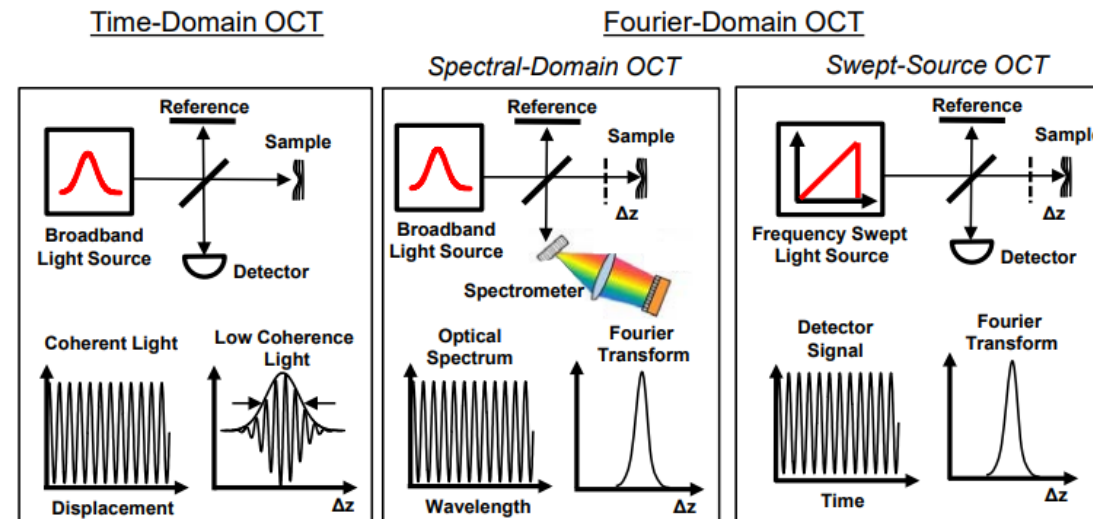 Time-Domain OCT
Fourier-Domain OCT
Spectral-Domain OCT
Swept-Source OCT
Reference
Sample
Broadband
Light Source
Detector
Coherent Light
Displacement
Low Coherence
Light
Δz
Reference
Sample
Δz
Broadband
Light Source
Spectrometer
Optical
Spectrum
Wavelength
Fourier
Transform
Δz
Reference
Sample
Δz
Frequency Swept
Light Source
Detector
Detector
Signal
Time
Fourier
Transform
Δz